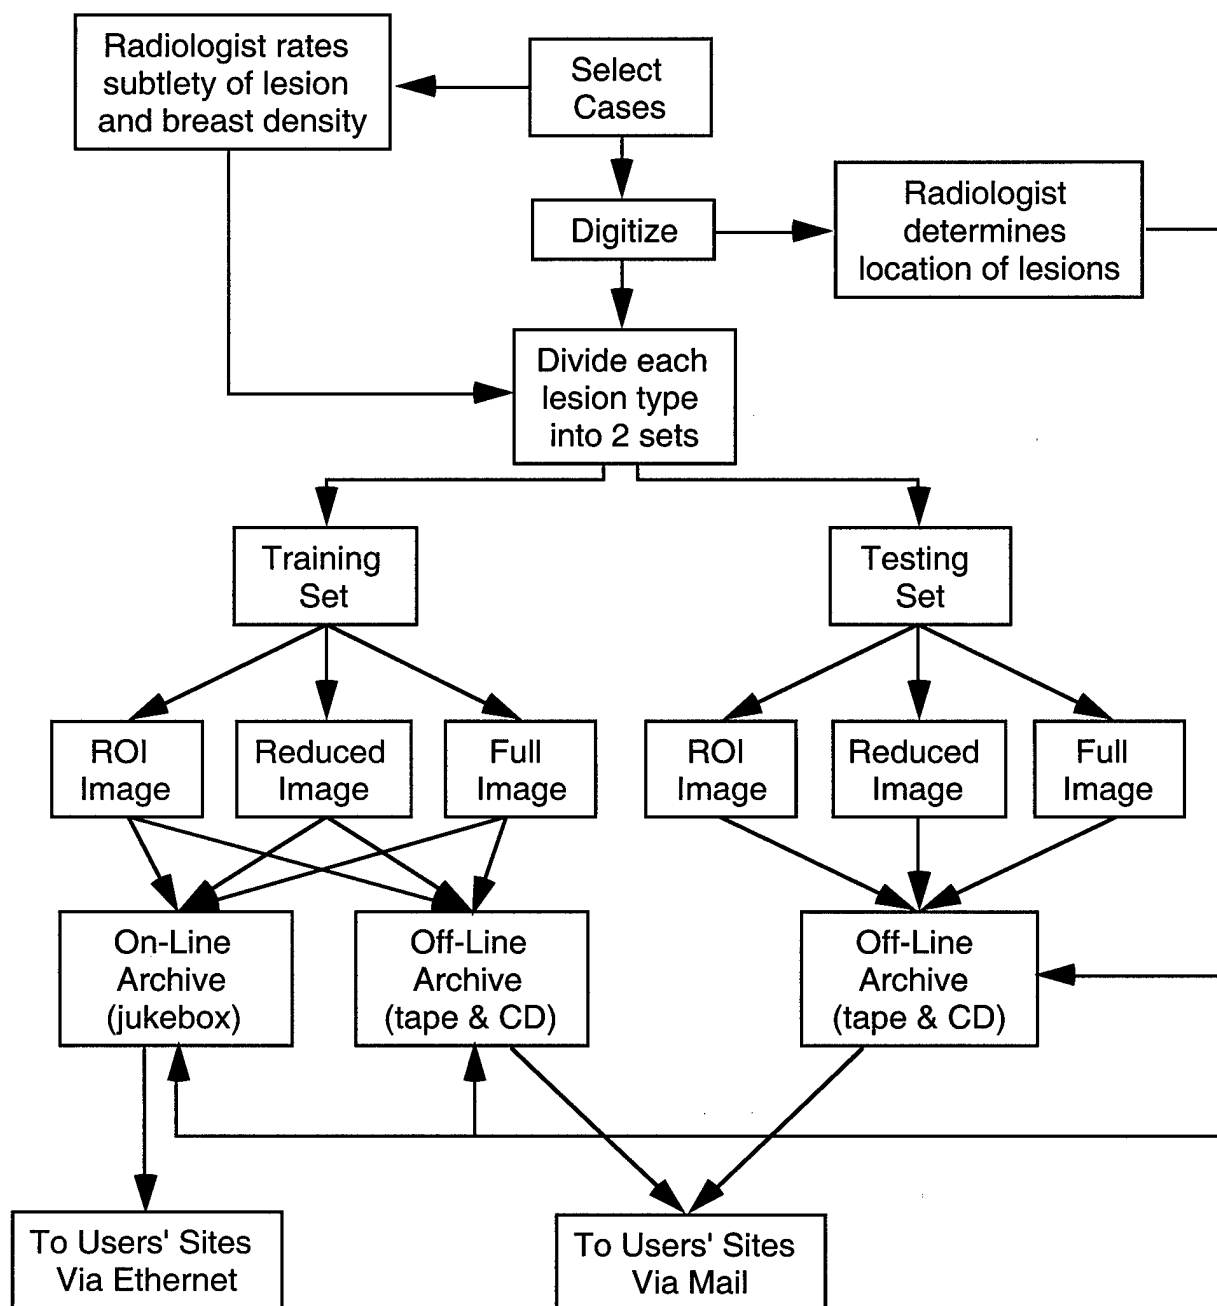 Radiologist rates
subtlety of lesion
and breast density
Select
Cases
Digitize
Radiologist
determines
location of lesions
Divide each
lesion type
into 2 sets
Training
Set
Testing
Set
ROI
Image
Reduced
Image
Full
Image
ROI
Image
Reduced
Image
Full
Image
On-Line
Archive
(jukebox)
Off-Line
Archive
(tape & CD)
Off-Line
Archive
(tape & CD)
To Users' Sites
Via Ethernet
To Users' Sites
Via Mail